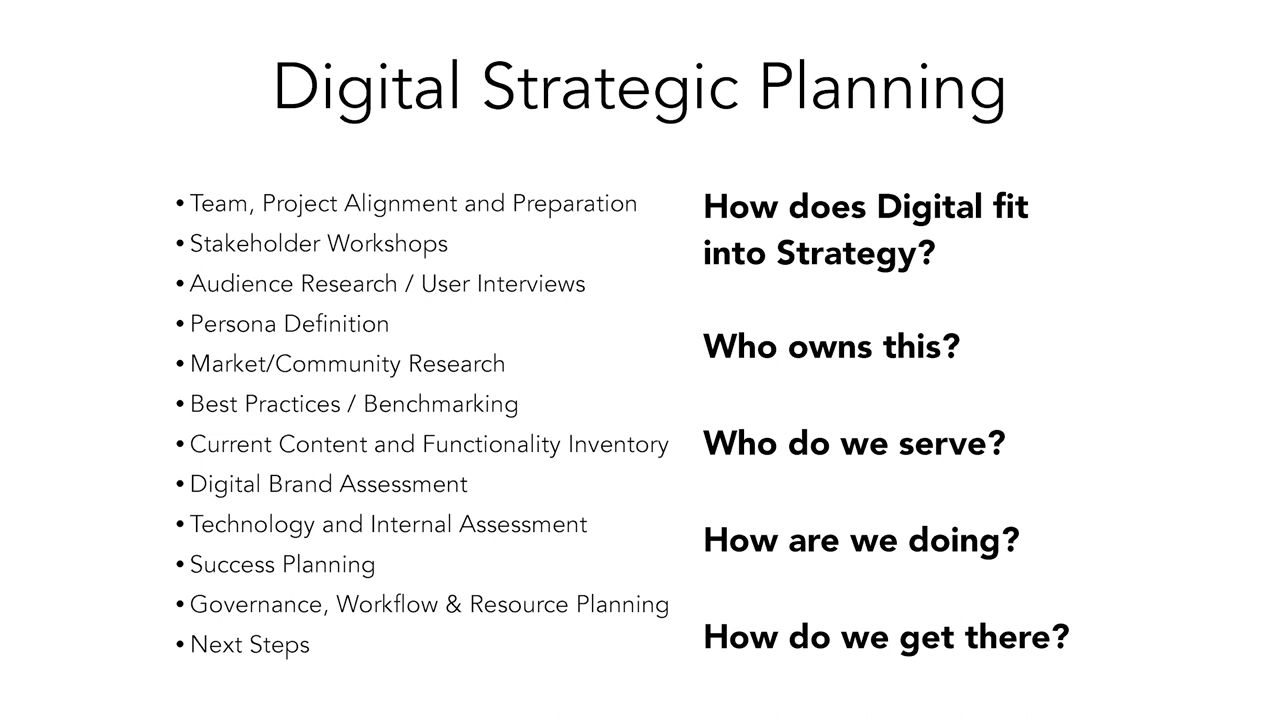 Digital Strategic Planning
• Team, Project Alignment and Preparation
• Stakeholder Workshops
• Audience Research / User Interviews
• Persona Definition
• Market/Community Research
• Best Practices / Benchmarking
• Current Content and Functionality Inventory
• Digital Brand Assessment
• Technology and Internal Assessment
• Success Planning
• Governance, Workflow & Resource Planning
• Next Steps
How does Digital fit
into Strategy?
Who owns this?
Who do we serve?
How are we doing?
How do we get there?